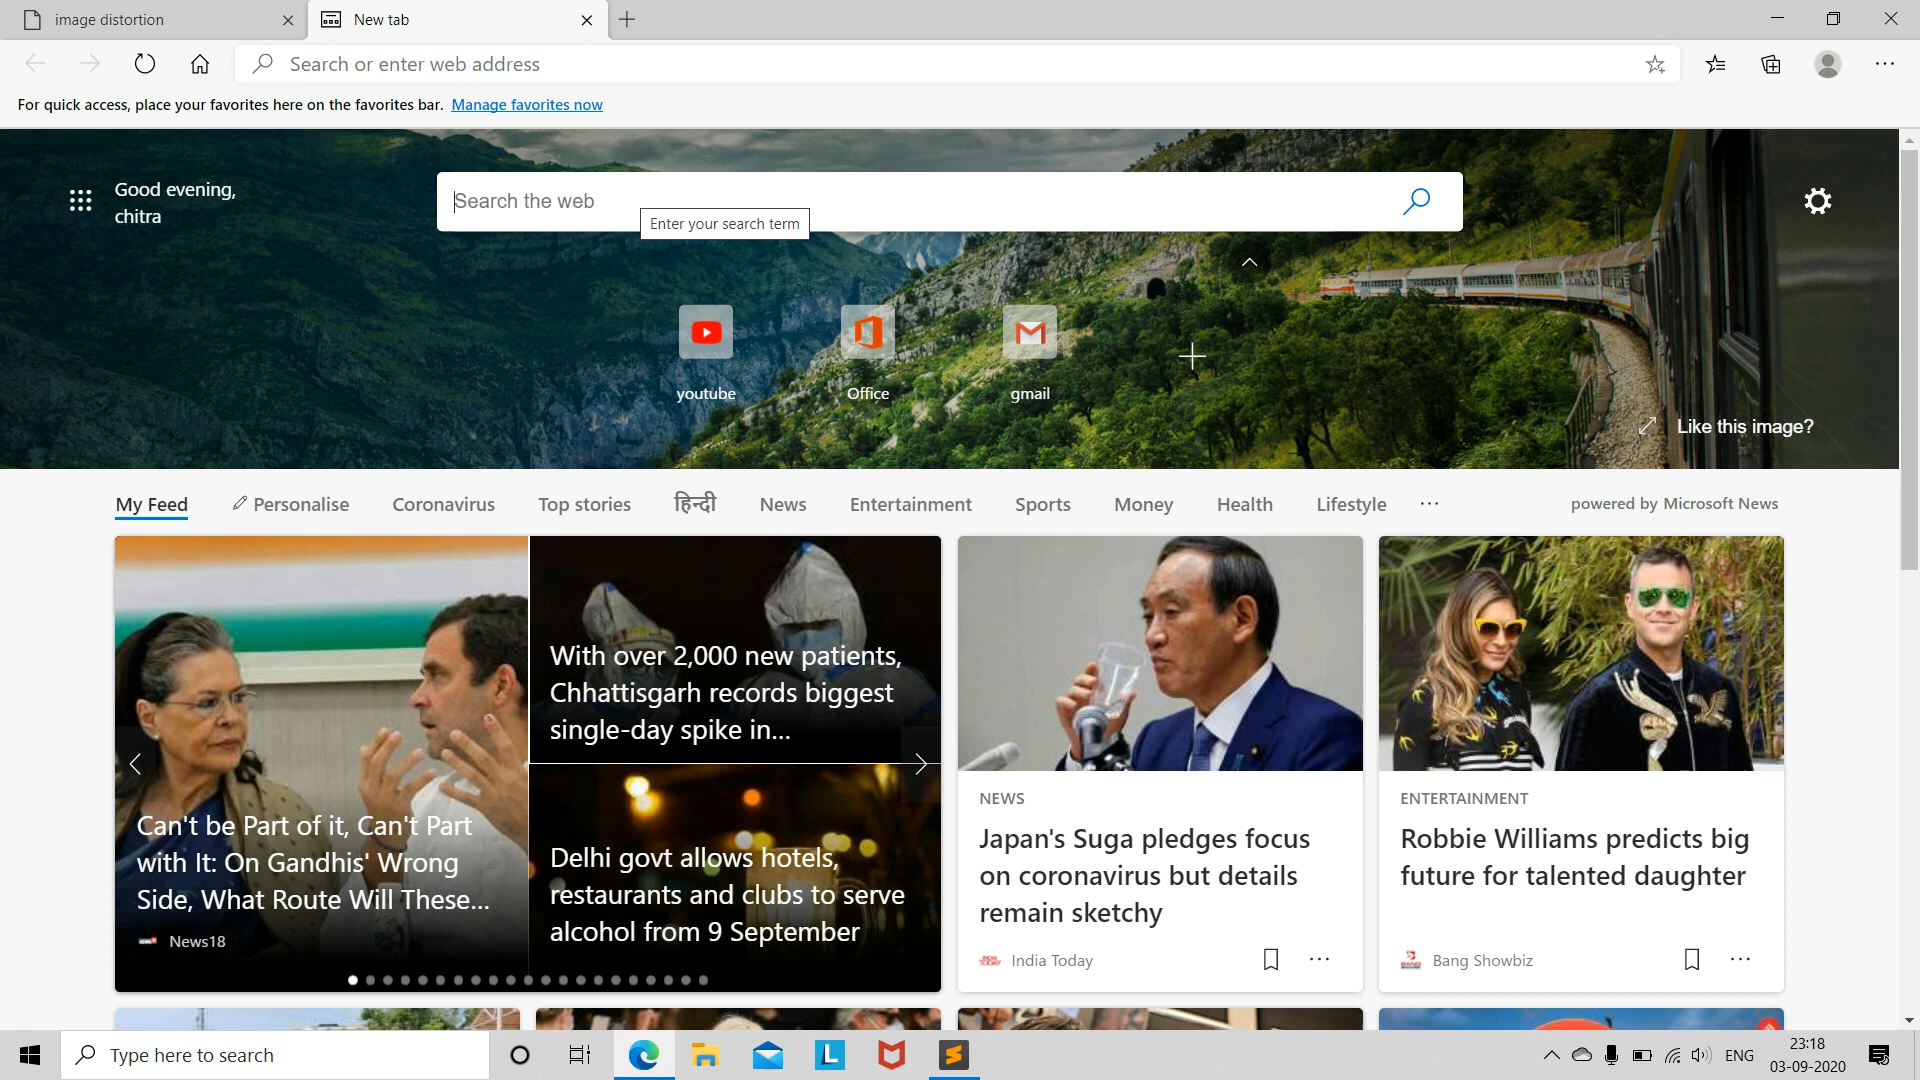 image distortion
New tab
Search or enter web address
For quick access, place your favorites here on the favorites bar. Manage favorites now
Good evening,
chitra
Search the web
Enter your search term
youtube
Office
gmail
Like this image?
My Feed
Personalise
Coronavirus
Top stories
हिन्दी
News
Entertainment
Sports
Money
Health
Lifestyle
powered by Microsoft News
Can't be Part of it, Can't Part
with It: On Gandhis' Wrong
Side, What Route Will These...
News18
With over 2,000 new patients,
Chhattisgarh records biggest
single-day spike in...
Delhi govt allows hotels,
restaurants and clubs to serve
alcohol from 9 September
NEWS
Japan's Suga pledges focus
on coronavirus but details
remain sketchy
India Today
ENTERTAINMENT
Robbie Williams predicts big
future for talented daughter
Bang Showbiz
Type here to search
L
ENG
23:18
03-09-2020